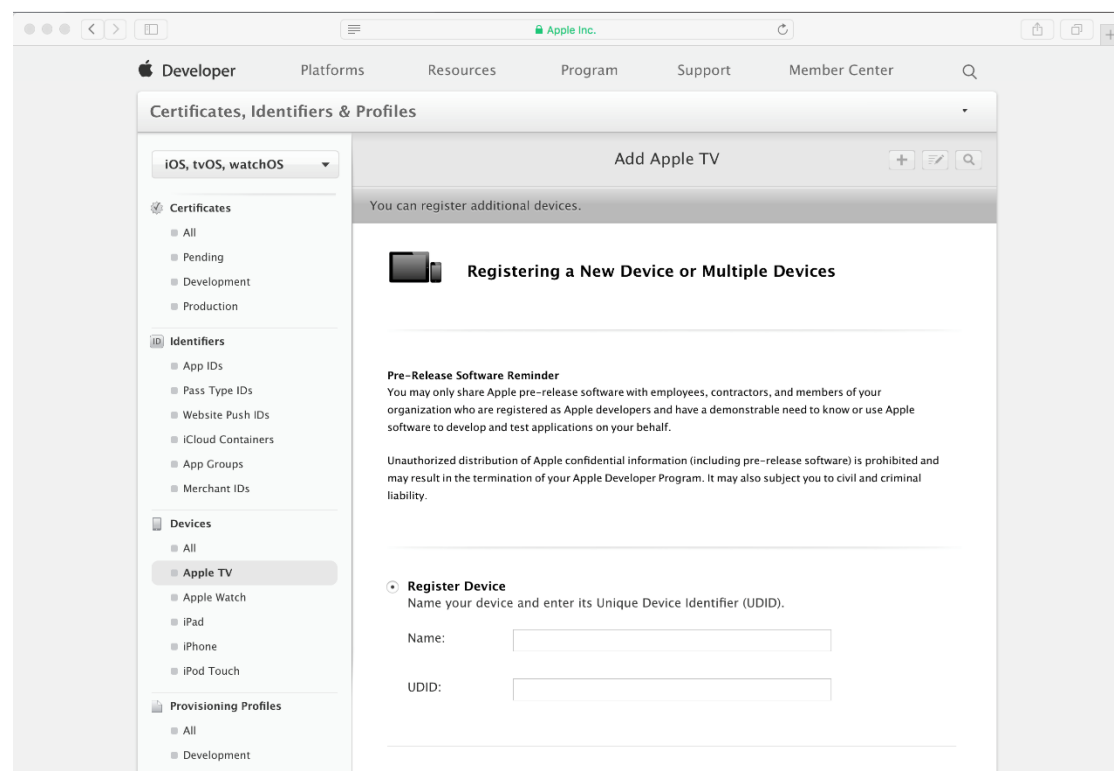 Apple Inc.
Developer
Platforms
Resources
Program
Support
Member Center
Certificates, Identifiers & Profiles
iOS, tvOS, watchOS
Certificates
All
Pending
Development
Production
ID Identifiers
App IDs
Pass Type IDs
Website Push IDs
iCloud Containers
App Groups
Merchant IDs
Devices
All
Apple TV
Apple Watch
iPad
iPhone
iPod Touch
Provisioning Profiles
All
Development
Add Apple TV
You can register additional devices.
Registering a New Device or Multiple Devices
Pre-Release Software Reminder
You may only share Apple pre-release software with employees, contractors, and members of your
organization who are registered as Apple developers and have a demonstrable need to know or use Apple
software to develop and test applications on your behalf.
Unauthorized distribution of Apple confidential information (including pre-release software) is prohibited and
may result in the termination of your Apple Developer Program. It may also subject you to civil and criminal
liability.
Register Device
Name your device and enter its Unique Device Identifier (UDID).
Name:
UDID: